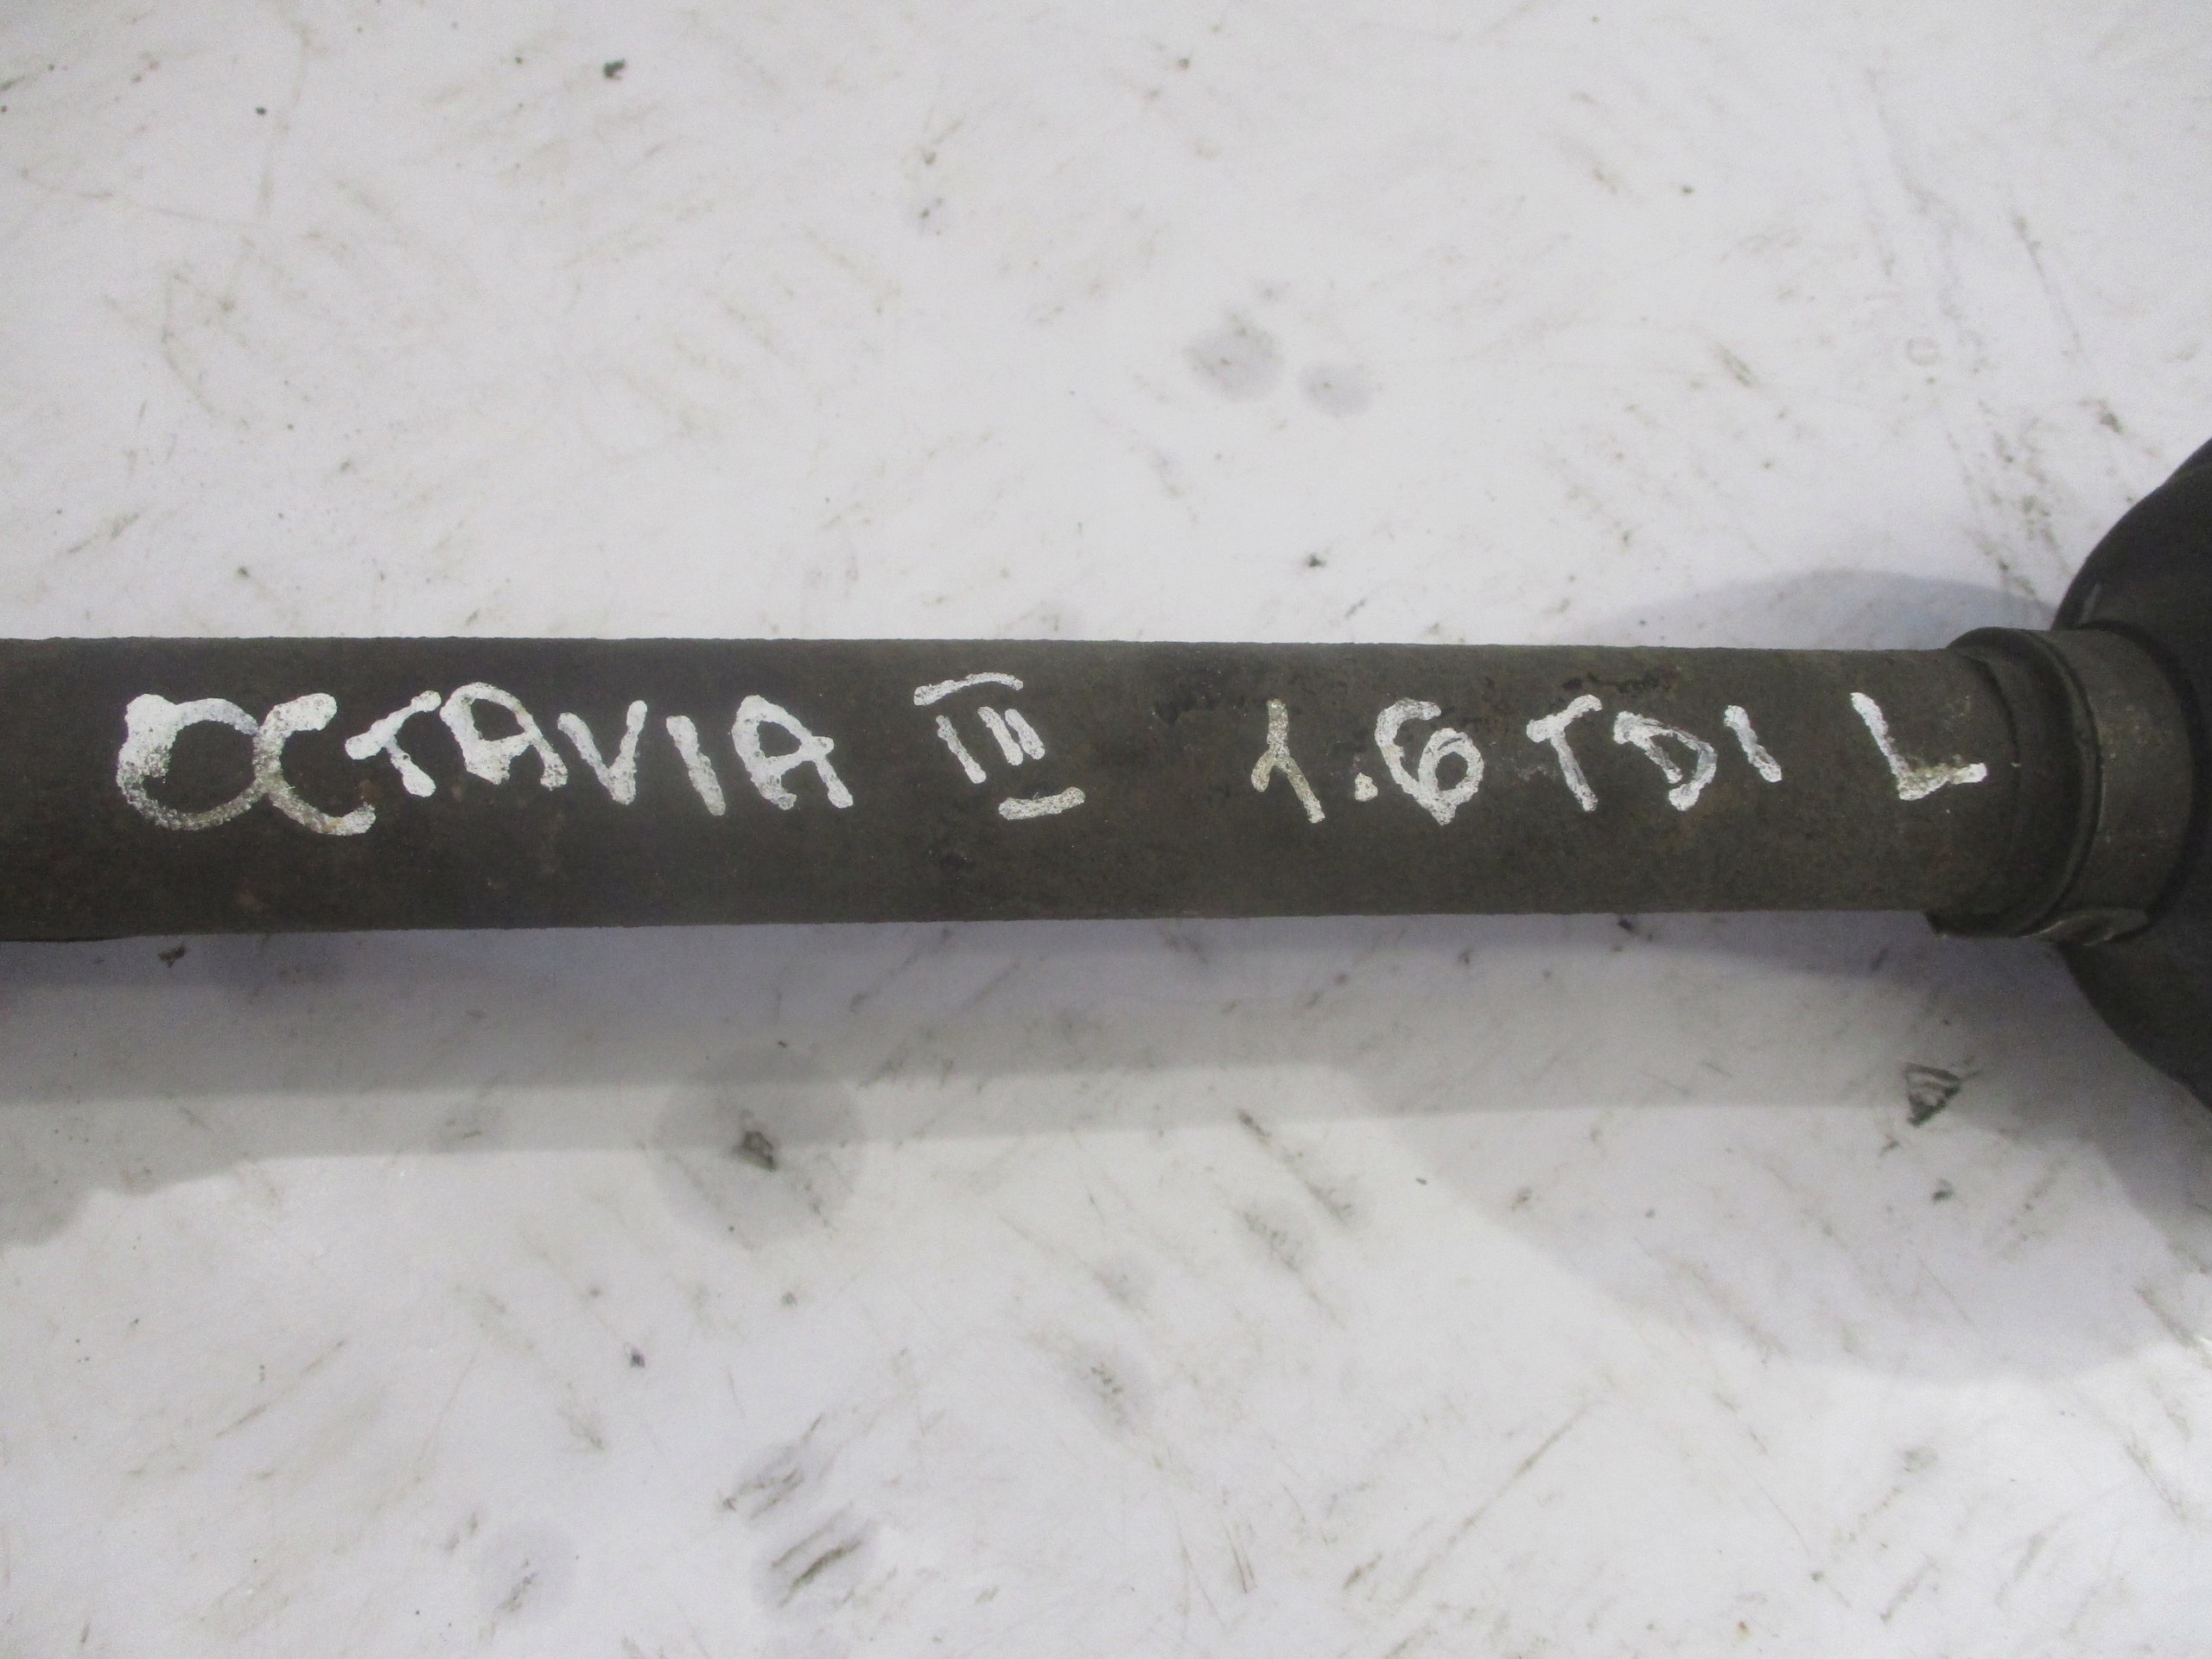 OCTAVIA III 1.6 TDI L